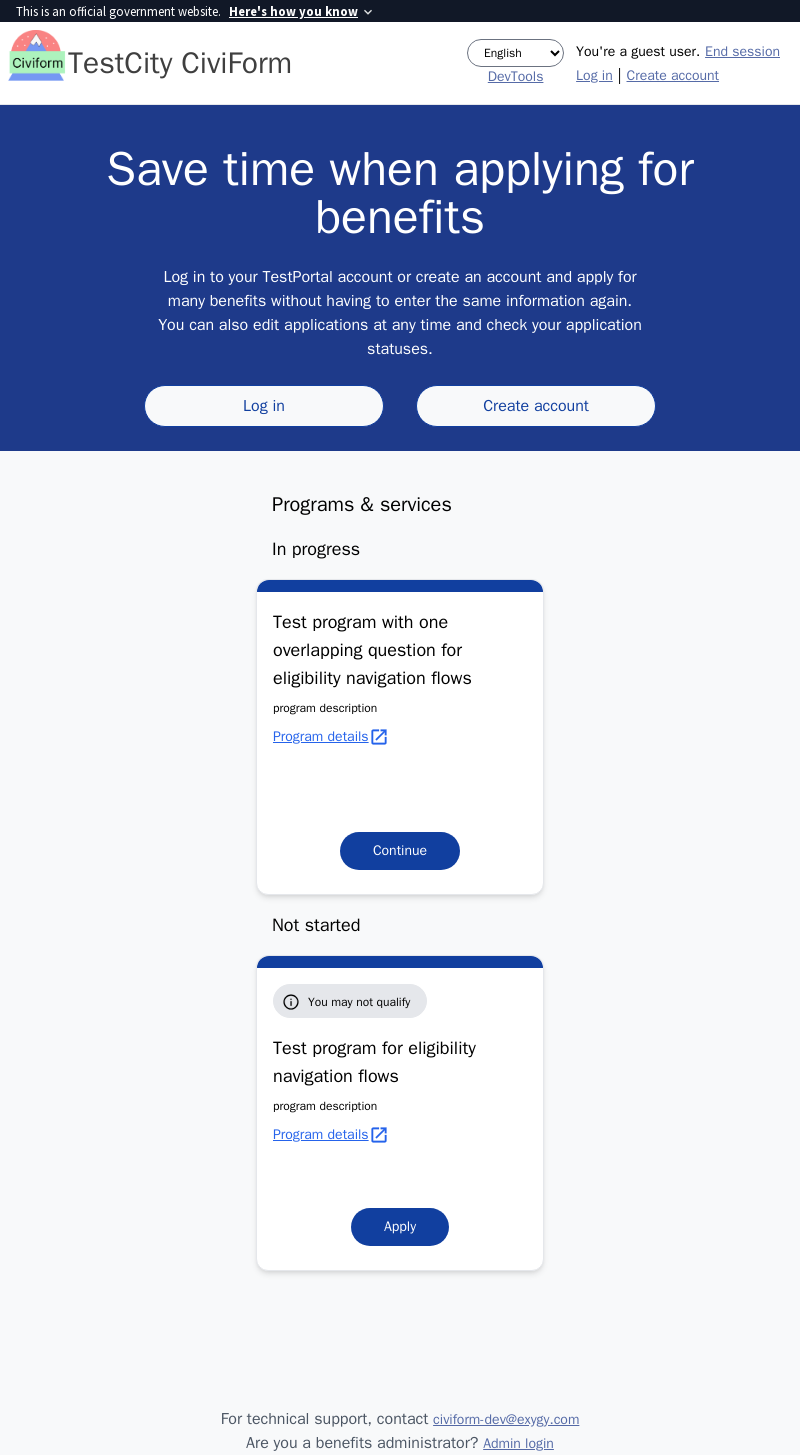 This is an official government website. Here's how you know
Civiform TestCity CiviForm
English
DevTools
You're a guest user. End session
Log in | Create account
Save time when applying for
benefits
Log in to your TestPortal account or create an account and apply for
many benefits without having to enter the same information again.
You can also edit applications at any time and check your application
statuses.
Log in
Create account
Programs & services
In progress
Test program with one
overlapping question for
eligibility navigation flows
program description
Program details
Continue
Not started
You may not qualify
Test program for eligibility
navigation flows
program description
Program details
Apply
For technical support, contact civiform-dev@exygy.com
Are you a benefits administrator? Admin login